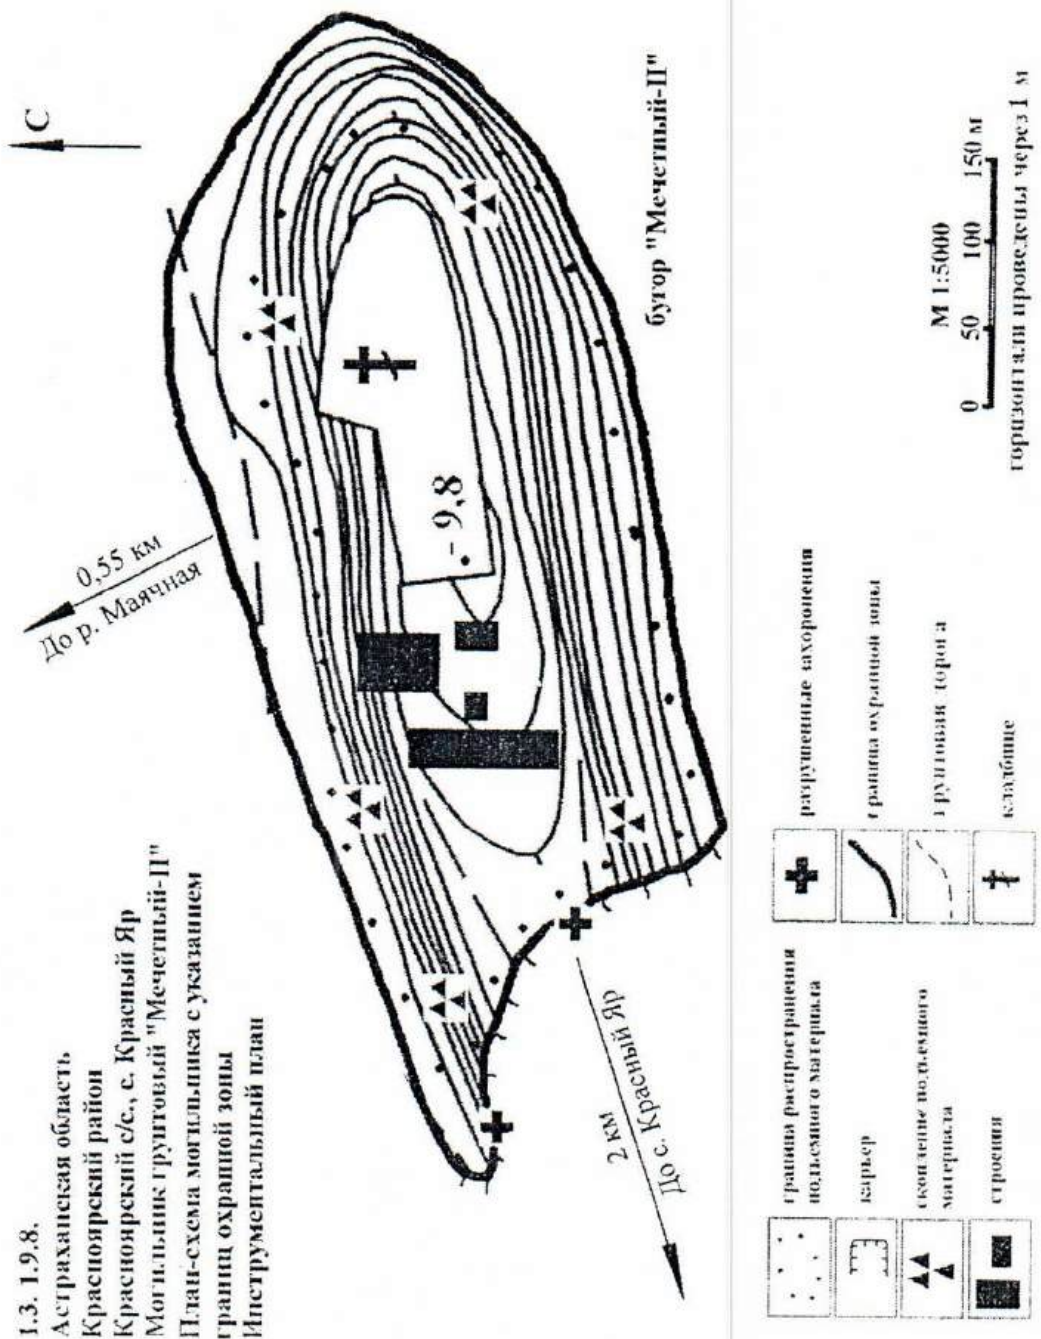 1.3. 1.9.8.
Астраханская область
Красноярский район
Красноярский с/с., с. Красный Яр
Могильник грунтовый "Мечетный-II"
План-схема могильника с указанием
границ охранной зоны
Инструментальный план
С
0,55 км
До р. Маячная
- 9,8
бугор "Мечетный-II"
2 км
До с. Красный Яр
граница распространения
подъемного материала
карьер
скопление подъемного
материала
строения
разрушенные захоронения
граница охранной зоны
грунтовая дорога
кладбище
М 1:5000
0 50 100 150 м
горизонтали проведены через 1 м